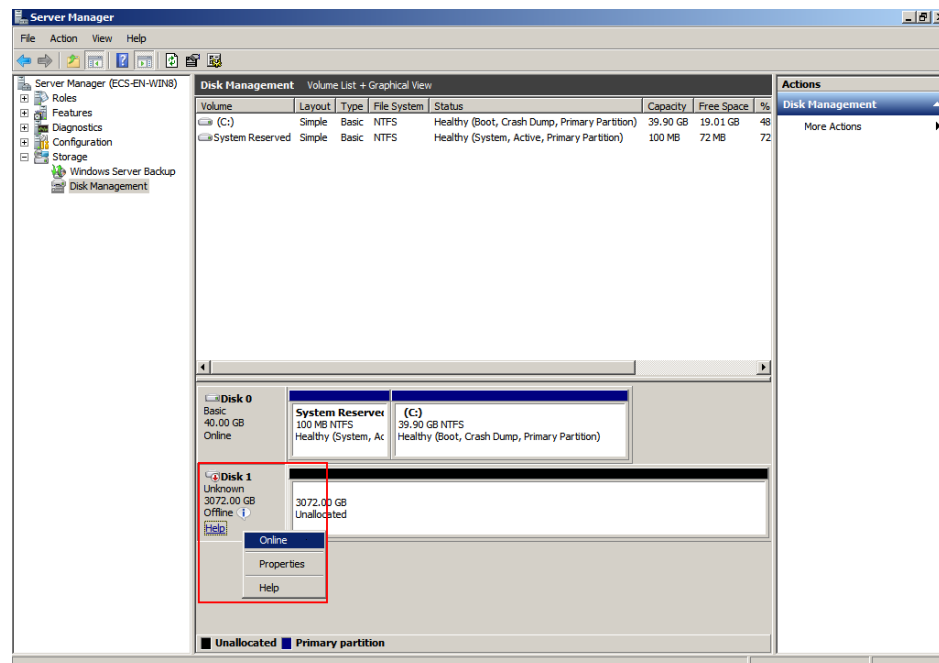 Server Manager
File Action View Help
Server Manager (ECS-EN-WIN8)
Roles
Features
Diagnostics
Configuration
Storage
Windows Server Backup
Disk Management
Disk Management Volume List + Graphical View
Volume Layout Type File System Status Capacity Free Space %
(C:) Simple Basic NTFS Healthy (Boot, Crash Dump, Primary Partition) 39.90 GB 19.01 GB 48
System Reserved Simple Basic NTFS Healthy (System, Active, Primary Partition) 100 MB 72 MB 72
Disk 0
Basic
40.00 GB
Online
System Reserved
100 MB NTFS
Healthy (System, Ac
(C:)
39.90 GB NTFS
Healthy (Boot, Crash Dump, Primary Partition)
Disk 1
Unknown
3072.00 GB
Offline
Help
3072.00 GB
Unallocated
Online
Properties
Help
Unallocated Primary partition
Actions
Disk Management
More Actions